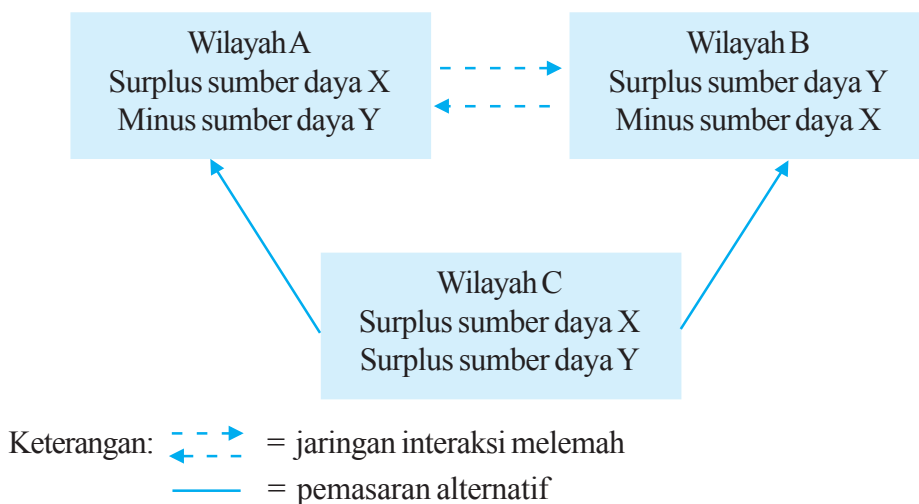 Wilayah A
Surplus sumber daya X
Minus sumber daya Y
Wilayah B
Surplus sumber daya Y
Minus sumber daya X
Wilayah C
Surplus sumber daya X
Surplus sumber daya Y
Keterangan:
= jaringan interaksi melemah
= pemasaran alternatif